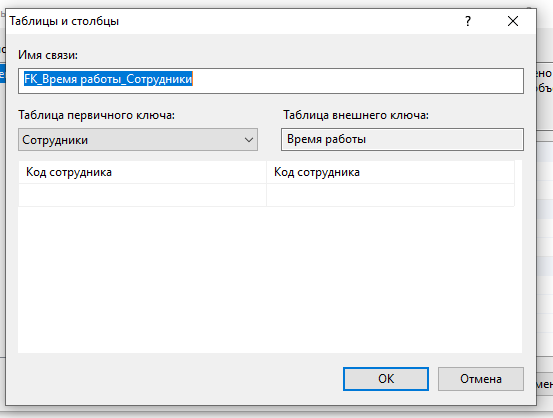 Таблицы и столбцы
?
Имя связи:
FK_Время работы_Сотрудники
Таблица первичного ключа: Таблица внешнего ключа:
Сотрудники Время работы
Код сотрудника Код сотрудника
ОК Отмена